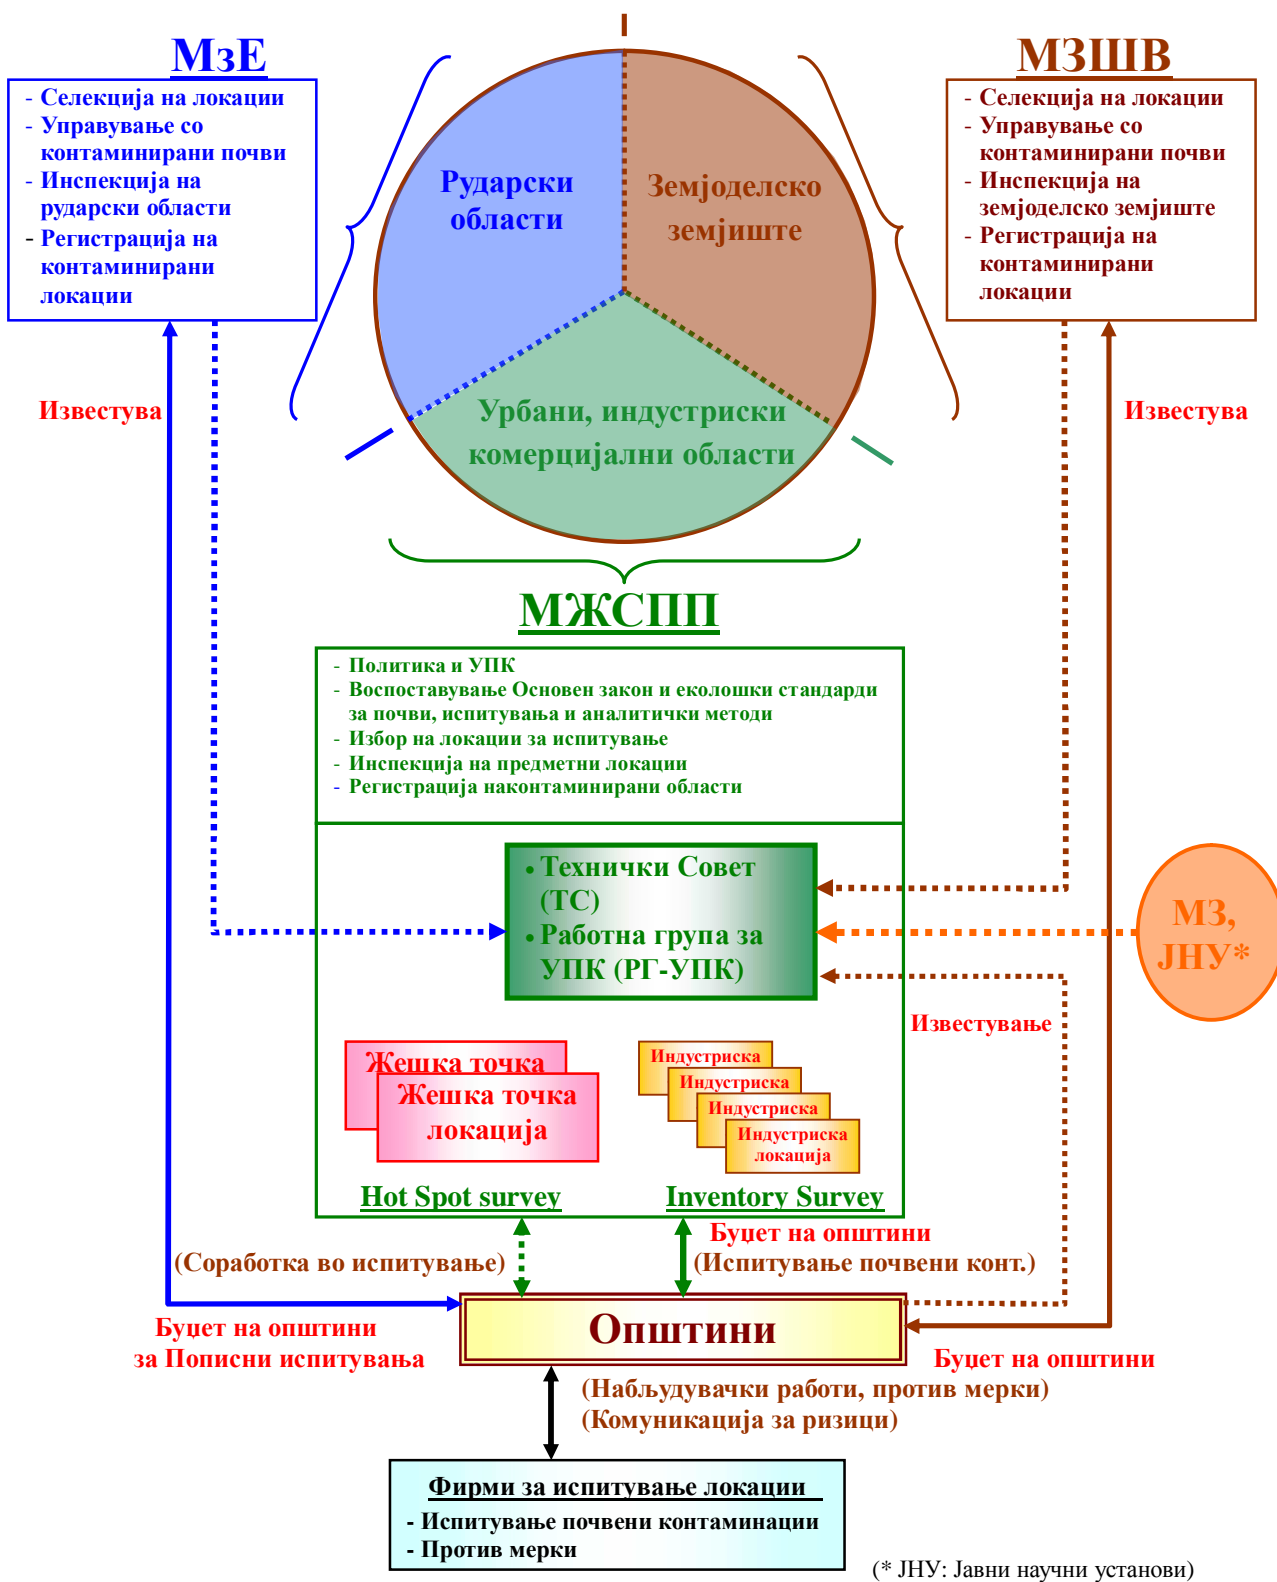 МзЕ
- Селекција на локации
- Управување со
контаминирани почви
- Инспекција на
рударски области
- Регистрација на
контаминирани
локации
Рударски
области
Земјоделско
земјиште
Урбани, индустриски
комерцијални области
МЗШВ
- Селекција на локации
- Управување со
контаминирани почви
- Инспекција на
земјоделско земјиште
- Регистрација на
контаминирани
локации
Известува
Известува
МЖСПП
- Политика и УПК
- Воспоставување Основен закон и еколошки стандарди
за почви, испитувања и аналитички методи
- Избор на локации за испитување
- Инспекција на предметни локации
- Регистрација наконтаминирани области
• Технички Совет
(ТС)
• Работна група за
УПК (РГ-УПК)
МЗ,
ЈНУ*
Известување
Жешка точка
Жешка точка
локација
Индустриска
Индустриска
Индустриска
Индустриска
локација
Hot Spot survey
Inventory Survey
Буџет на општини
(Соработка во испитување)
(Испитување почвени конт.)
Општини
Буџет на општини
за Пописни испитувања
Буџет на општини
(Набљудувачки работи, против мерки)
(Комуникација за ризици)
Фирми за испитување локации
- Испитување почвени контаминации
- Против мерки
(* ЈНУ: Јавни научни установи)